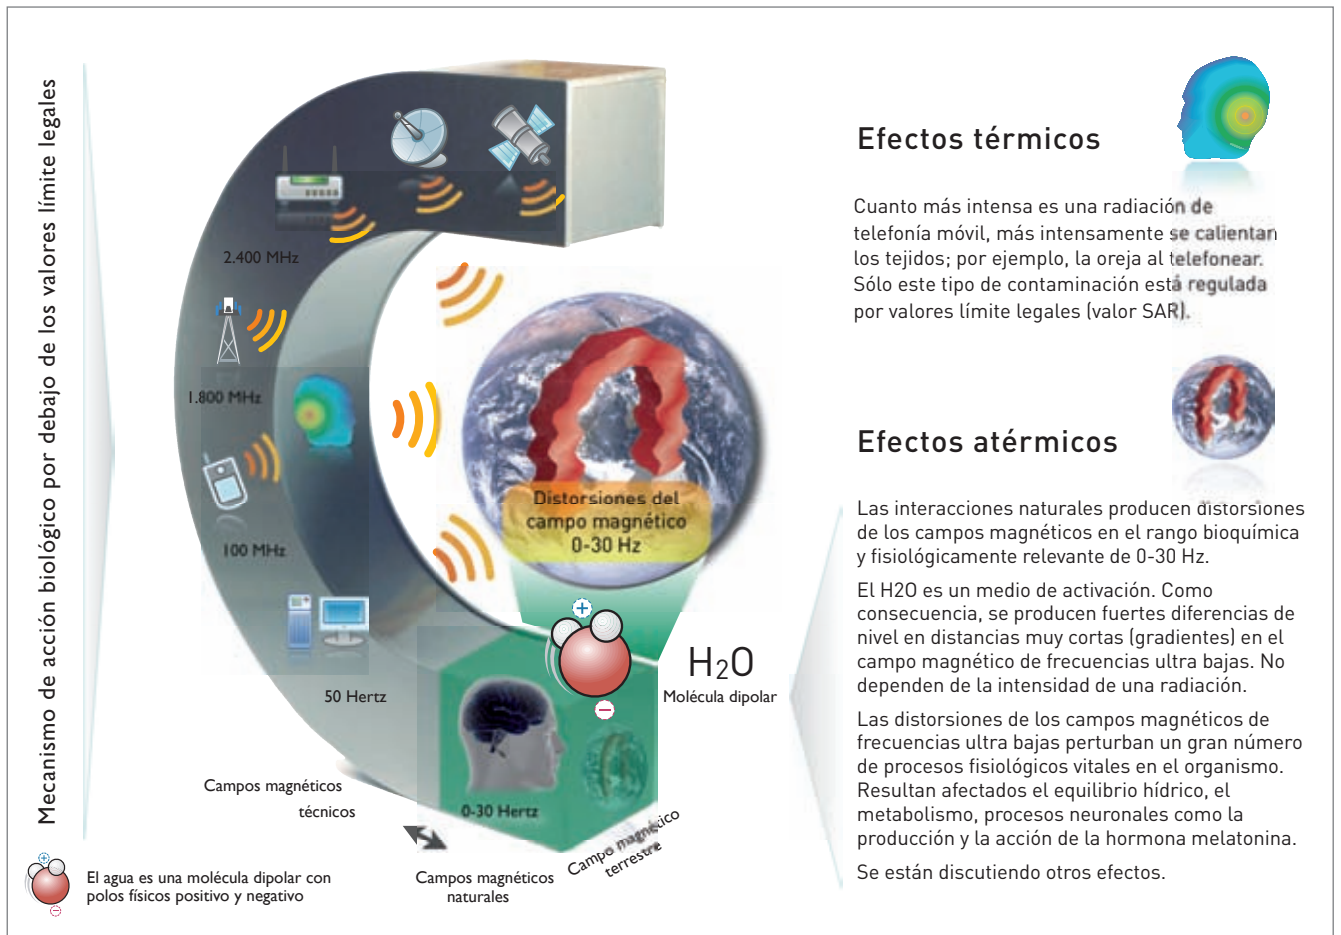 Mecanismo de acción biológico por debajo de los valores límite legales
2.400 MHz
1.800 MHz
100 MHz
50 Hertz
Campos magnéticos
técnicos
0-30 Hertz
Campos magnéticos
naturales
Campo magnético
terrestre
Distorsiones del
campo magnético
0-30 Hz
+
−
H2O
Molécula dipolar
+
−
El agua es una molécula dipolar con
polos físicos positivo y negativo
Efectos térmicos
Cuanto más intensa es una radiación de
telefonía móvil, más intensamente se calientan
los tejidos; por ejemplo, la oreja al telefonear.
Sólo este tipo de contaminación está regulada
por valores límite legales (valor SAR).
Efectos atérmicos
Las interacciones naturales producen distorsiones
de los campos magnéticos en el rango bioquímica
y fisiológicamente relevante de 0-30 Hz.
El H2O es un medio de activación. Como
consecuencia, se producen fuertes diferencias de
nivel en distancias muy cortas (gradientes) en el
campo magnético de frecuencias ultra bajas. No
dependen de la intensidad de una radiación.
Las distorsiones de los campos magnéticos de
frecuencias ultra bajas perturban un gran número
de procesos fisiológicos vitales en el organismo.
Resultan afectados el equilibrio hídrico, el
metabolismo, procesos neuronales como la
producción y la acción de la hormona melatonina.
Se están discutiendo otros efectos.